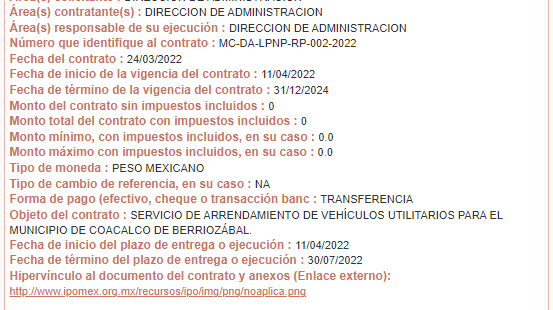 Área(s) solicitante : DIRECCION DE ADMINISTRACION
Área(s) contratante(s) : DIRECCION DE ADMINISTRACION
Área(s) responsable de su ejecución : DIRECCION DE ADMINISTRACION
Número que identifique al contrato : MC-DA-LPNP-RP-002-2022
Fecha del contrato : 24/03/2022
Fecha de inicio de la vigencia del contrato : 11/04/2022
Fecha de término de la vigencia del contrato : 31/12/2024
Monto del contrato sin impuestos incluidos : 0
Monto total del contrato con impuestos incluidos : 0
Monto mínimo, con impuestos incluidos, en su caso : 0.0
Monto máximo con impuestos incluidos, en su caso : 0.0
Tipo de moneda : PESO MEXICANO
Tipo de cambio de referencia, en su caso : NA
Forma de pago (efectivo, cheque o transacción banc : TRANSFERENCIA
Objeto del contrato : SERVICIO DE ARRENDAMIENTO DE VEHÍCULOS UTILITARIOS PARA EL
MUNICIPIO DE COACALCO DE BERRIOZÁBAL.
Fecha de inicio del plazo de entrega o ejecución : 11/04/2022
Fecha de término del plazo de entrega o ejecución : 30/07/2022
Hipervínculo al documento del contrato y anexos (Enlace externo):
http://www.ipomex.org.mx/recursos/ipo/img/png/noaplica.png